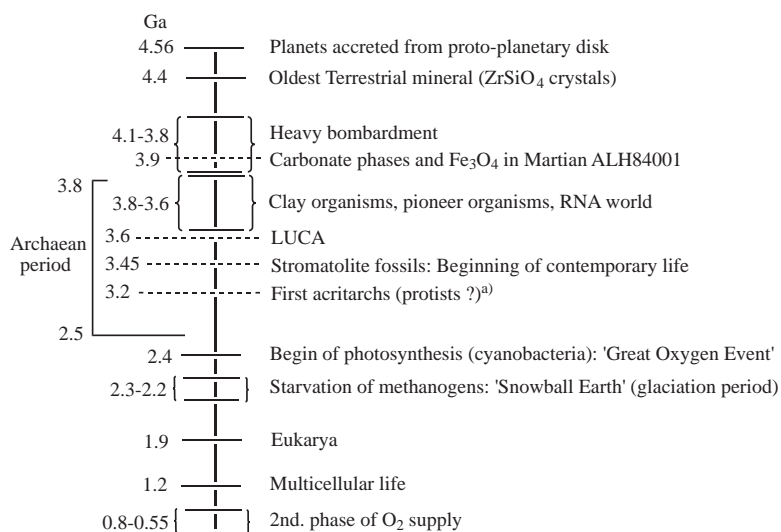 Ga
4.56 Planets accreted from proto-planetary disk
4.4 Oldest Terrestrial mineral (ZrSiO4 crystals)
4.1-3.8 Heavy bombardment
3.9 Carbonate phases and Fe3O4 in Martian ALH84001
3.8
3.8-3.6 Clay organisms, pioneer organisms, RNA world
3.6 LUCA
Archaean
period
3.45 Stromatolite fossils: Beginning of contemporary life
3.2 First acritarchs (protists ?)a)
2.5
2.4 Begin of photosynthesis (cyanobacteria): 'Great Oxygen Event'
2.3-2.2 Starvation of methanogens: 'Snowball Earth' (glaciation period)
1.9 Eukarya
1.2 Multicellular life
0.8-0.55 2nd. phase of O2 supply